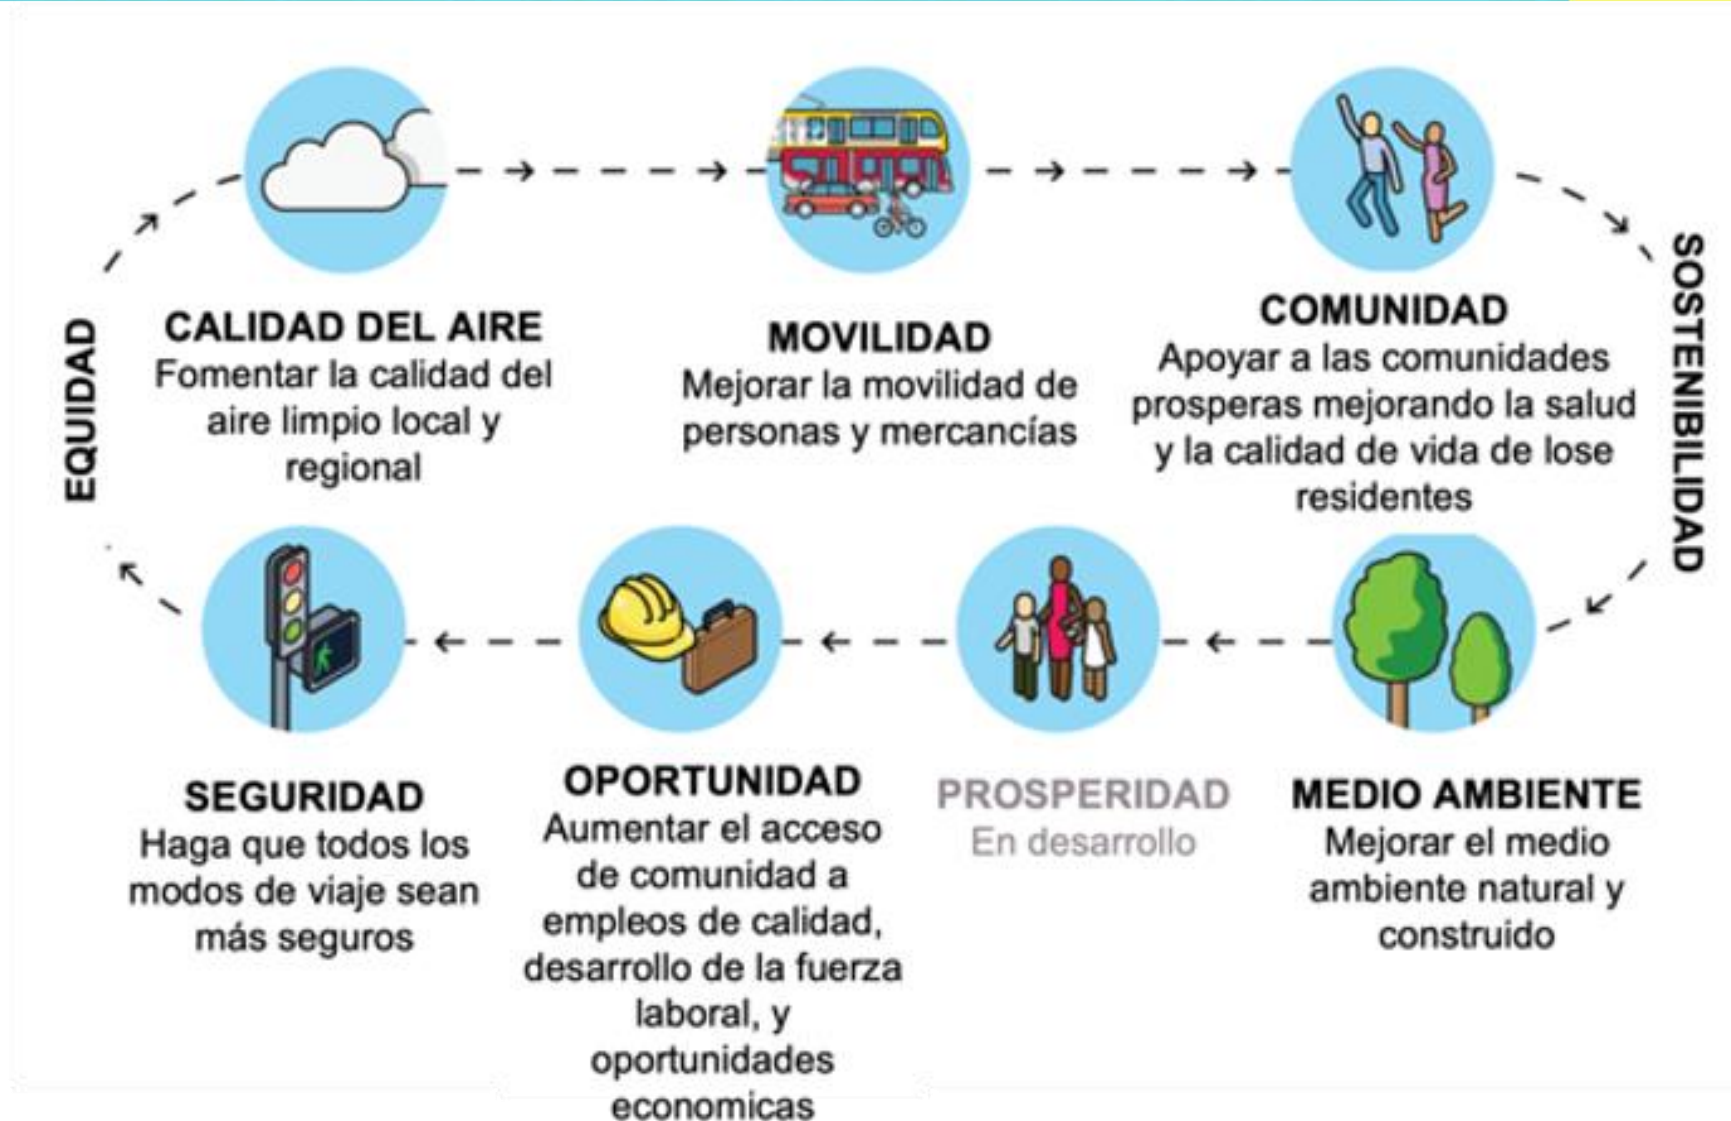 EQUIDAD
CALIDAD DEL AIRE
Fomentar la calidad del
aire limpio local y
regional
MOVILIDAD
Mejorar la movilidad de
personas y mercancías
COMUNIDAD
Apoyar a las comunidades
prosperas mejorando la salud
y la calidad de vida de lose
residentes
SOSTENIBILIDAD
SEGURIDAD
Haga que todos los
modos de viaje sean
más seguros
OPORTUNIDAD
Aumentar el acceso
de comunidad a
empleos de calidad,
desarrollo de la fuerza
laboral, y
oportunidades
economicas
PROSPERIDAD
En desarrollo
MEDIO AMBIENTE
Mejorar el medio
ambiente natural y
construido